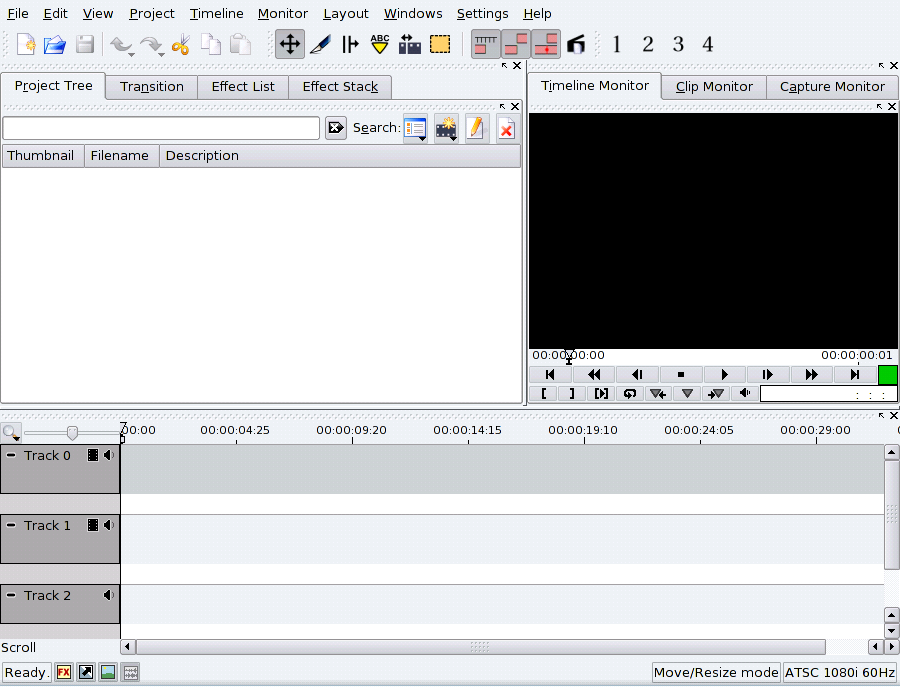 File Edit View Project Timeline Monitor Layout Windows Settings Help
ABC 1 2 3 4
Project Tree Transition Effect List Effect Stack
Timeline Monitor Clip Monitor Capture Monitor
Search:
Thumbnail Filename Description
00:00:00:00 00:00:00:01
[ ] [▶] : : :
00:00 00:00:04:25 00:00:09:20 00:00:14:15 00:00:19:10 00:00:24:05 00:00:29:00
Track 0
Track 1
Track 2
Scroll
Ready. FX Move/Resize mode ATSC 1080i 60Hz